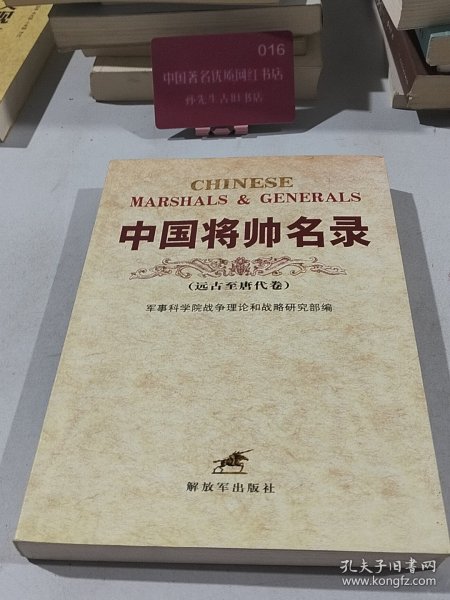 016
中国著名优质网红书店
孙先生古旧书店
CHINESE
MARSHALS & GENERALS
中国将帅名录
(远古至唐代卷)
军事科学院战争理论和战略研究部编
解放军出版社
孔夫子旧书网
www.kongfz.com